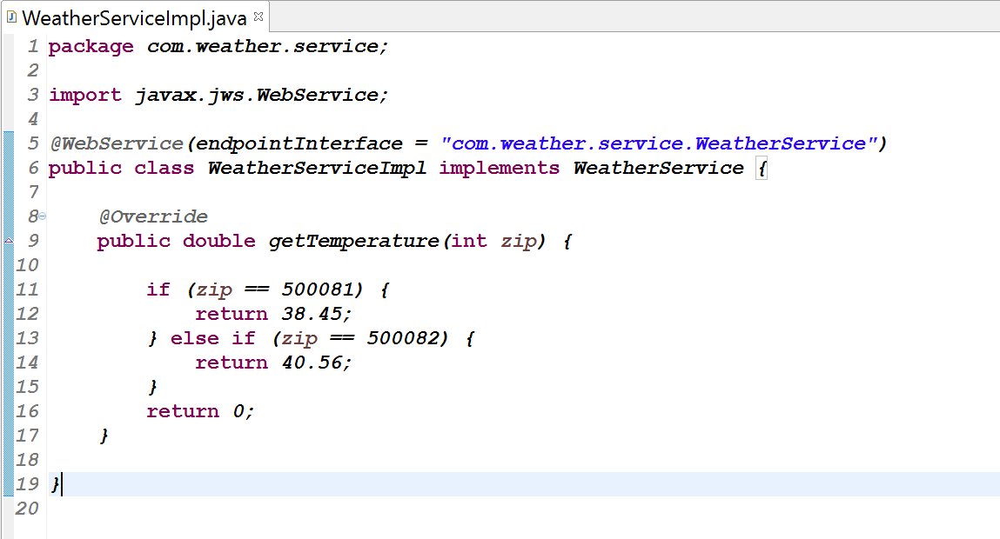 WeatherServiceImpl.java
1 package com.weather.service;
2
3 import javax.jws.WebService;
4
5 @WebService(endpointInterface = "com.weather.service.WeatherService")
6 public class WeatherServiceImpl implements WeatherService {
7
8     @Override
9     public double getTemperature(int zip) {
10
11         if (zip == 500081) {
12             return 38.45;
13         } else if (zip == 500082) {
14             return 40.56;
15         }
16         return 0;
17     }
18
19 }
20